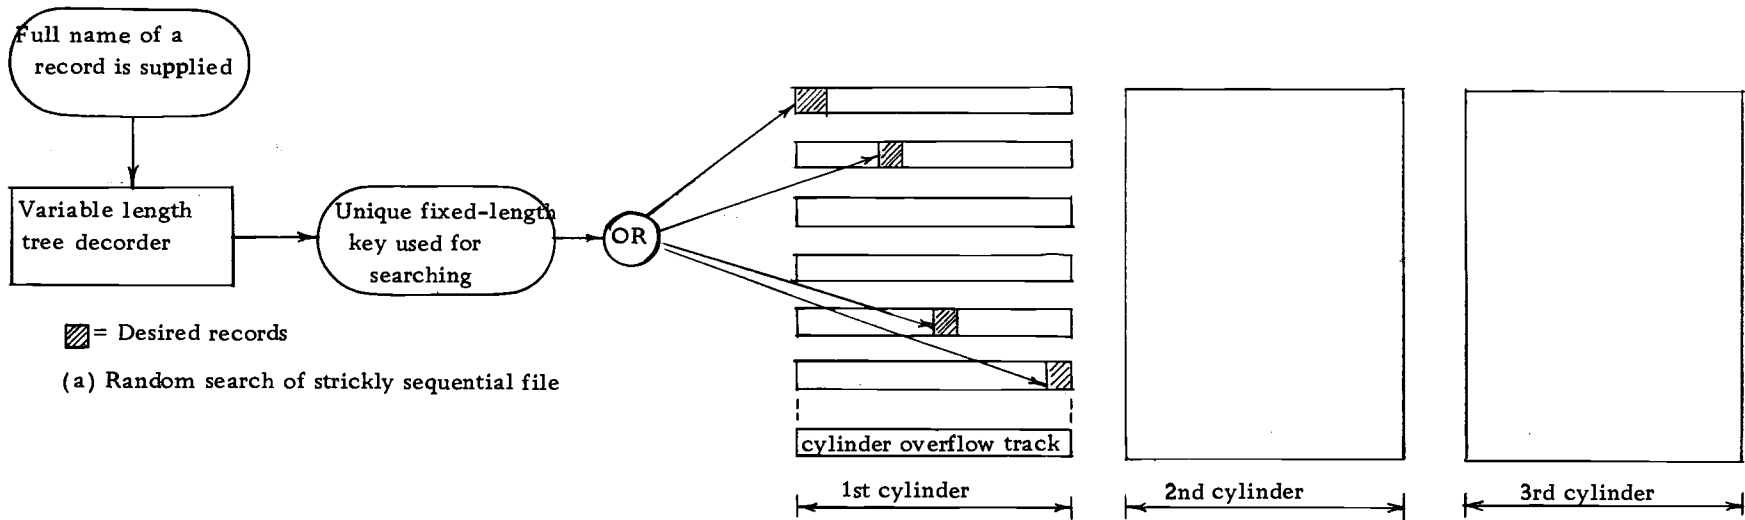 Full name of a
record is supplied
Variable length
tree decorder
Unique fixed-length
key used for
searching
OR
= Desired records
(a) Random search of strickly sequential file
cylinder overflow track
1st cylinder
2nd cylinder
3rd cylinder